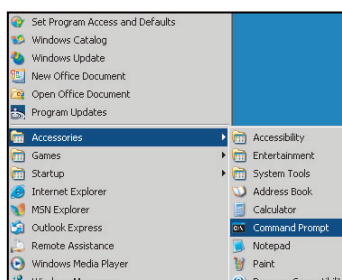 Set Program Access and Defaults
Windows Catalog
Windows Update
New Office Document
Open Office Document
Program Updates
Accessories
Games
Startup
Internet Explorer
MSN Explorer
Outlook Express
Remote Assistance
Windows Media Player
Accessibility
Entertainment
System Tools
Address Book
Calculator
Command Prompt
Notepad
Paint